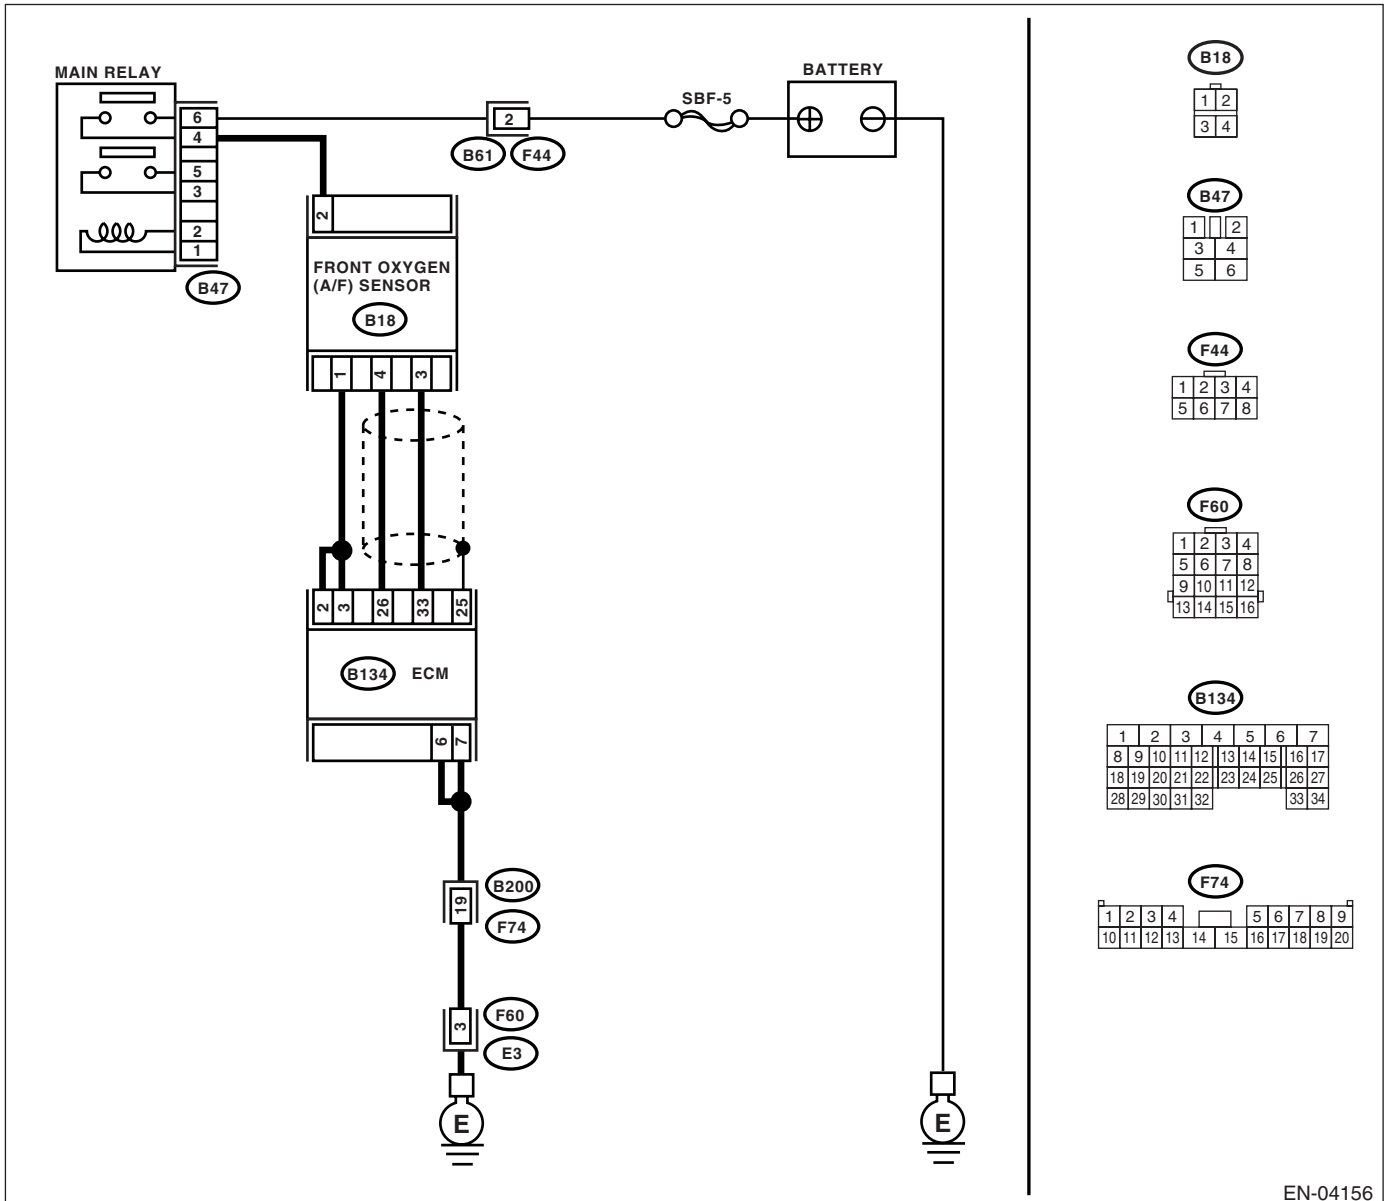 MAIN RELAY
6
4
5
3
2
1
B47
2
B61 F44
SBF-5
BATTERY
2
FRONT OXYGEN
(A/F) SENSOR
B18
1 4 3
2 3 26 33 25
B134 ECM
6 7
19
B200
F74
3
F60
E3
E
E
B18
1 2
3 4
B47
1 2
3 4
5 6
F44
1 2 3 4
5 6 7 8
F60
1 2 3 4
5 6 7 8
9 10 11 12
13 14 15 16
B134
1 2 3 4 5 6 7
8 9 10 11 12 13 14 15 16 17
18 19 20 21 22 23 24 25 26 27
28 29 30 31 32 33 34
F74
1 2 3 4 5 6 7 8 9
10 11 12 13 14 15 16 17 18 19 20
EN-04156